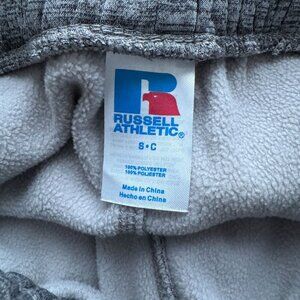 RUSSELL
ATHLETIC®
S•C
100% POLYESTER
100% POLIESTER
Made in China
Hecho en China